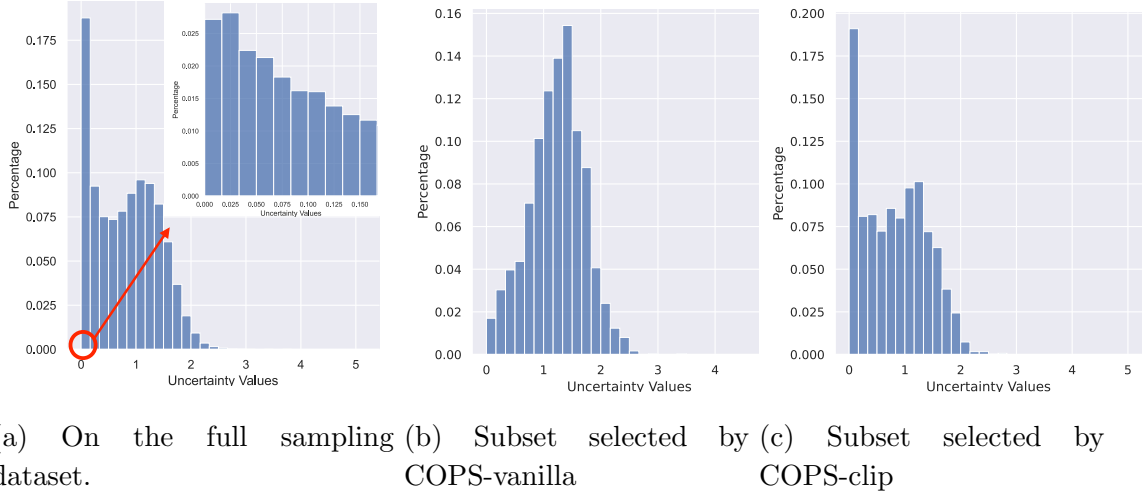 0.175
0.150
0.125
0.100
0.075
0.050
0.025
0.000
Percentage
0 1 2 3 4 5
Uncertainty Values
0.025
0.020
0.015
0.010
0.005
0.000
Percentage
0.000 0.025 0.050 0.075 0.100 0.125 0.150
Uncertainty Values
(a) On the full sampling
dataset.
0.16
0.14
0.12
0.10
0.08
0.06
0.04
0.02
0.00
Percentage
0 1 2 3 4
Uncertainty Values
(b) Subset selected by
COPS-vanilla
0.200
0.175
0.150
0.125
0.100
0.075
0.050
0.025
0.000
Percentage
0 1 2 3 4 5
Uncertainty Values
(c) Subset selected by
COPS-clip